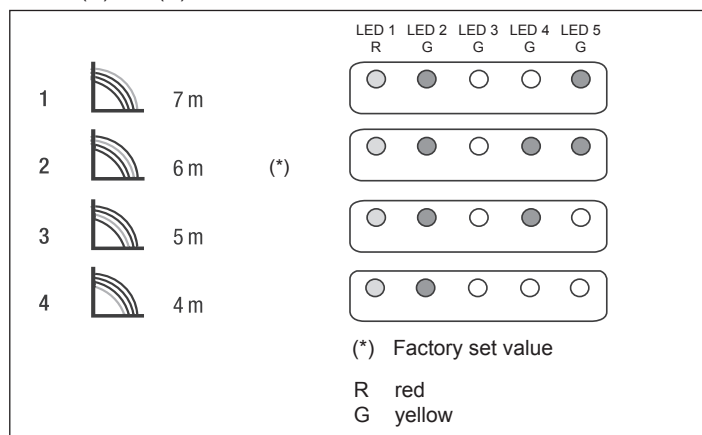 LED 1 LED 2 LED 3 LED 4 LED 5
R G G G G
1 7 m
2 6 m (*)
3 5 m
4 4 m
(*) Factory set value
R red
G yellow